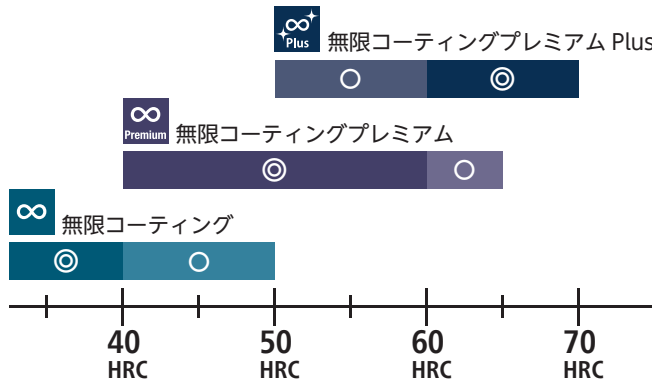 ∞ Plus 無限コーティングプレミアム Plus
○ ◎
∞ Premium 無限コーティングプレミアム
◎ ○
∞ 無限コーティング
◎ ○
40 50 60 70
HRC HRC HRC HRC